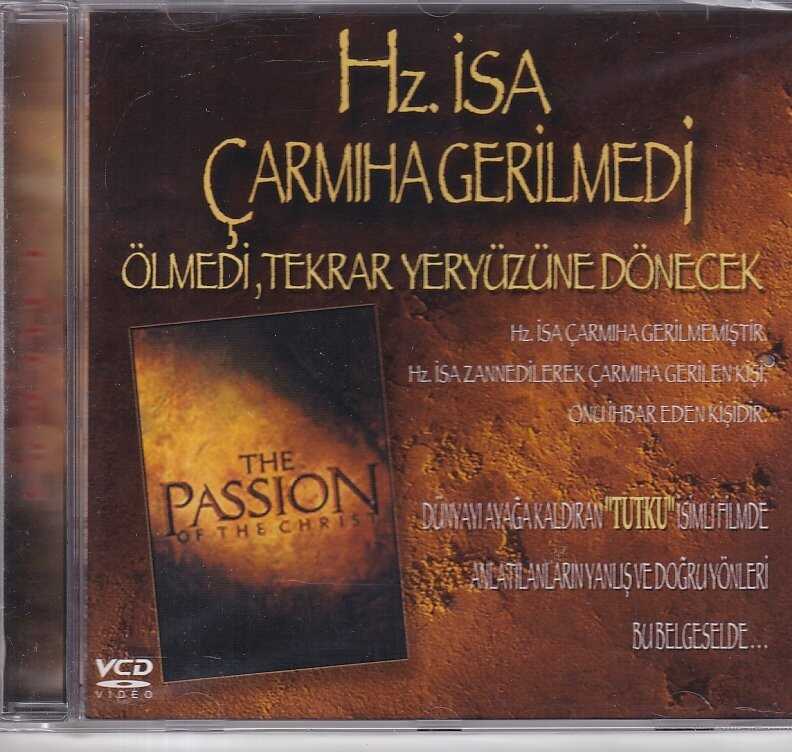 Hz. İSA
ÇARMIHA GERİLMEDİ
ÖLMEDİ, TEKRAR YERYÜZÜNE DÖNECEK
Hz. İSA ÇARMIHA GERİLMEMİŞTİR.
Hz. İSA ZANNEDİLEREK ÇARMIHA GERİLEN KİŞİ,
ONU İHBAR EDEN KİŞİDİR.
THE
PASSION
OF THE CHRIST
DÜNYAYI AYAĞA KALDIRAN "TUTKU" İSİMLİ FİLMDE
ANLATILANLARIN YANLIŞ VE DOĞRU YÖNLERİ
BU BELGESELDE...
VCD
VIDEO